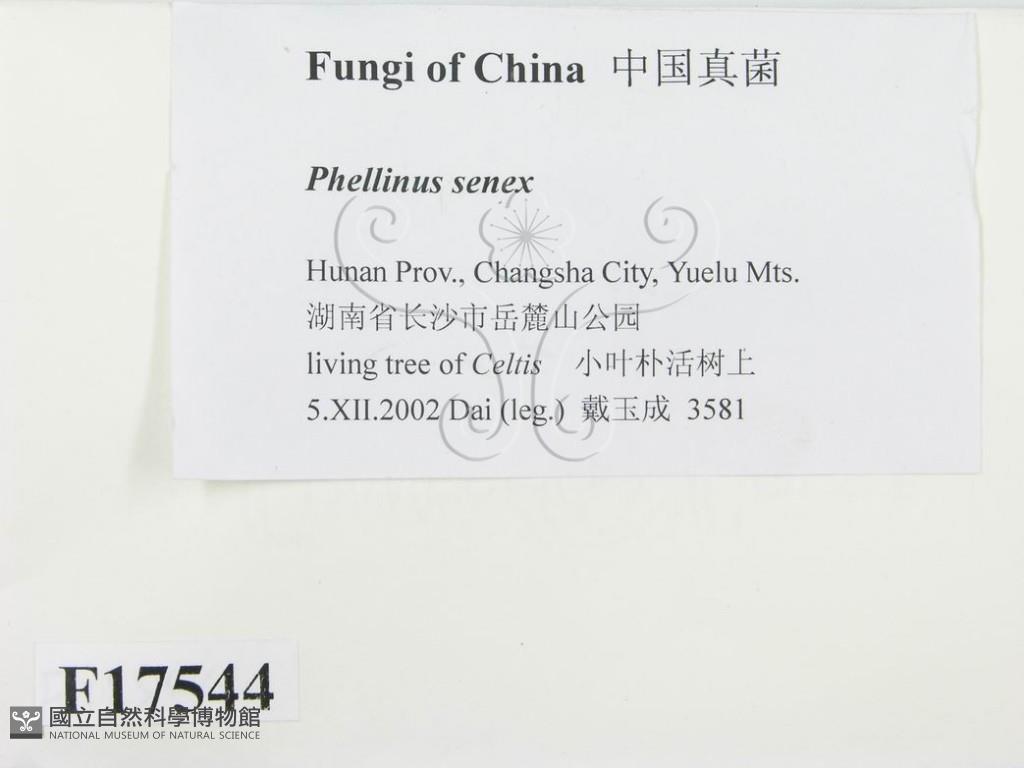 Fungi of China 中国真菌
Phellinus senex
Hunan Prov., Changsha City, Yuelu Mts.
湖南省长沙市岳麓山公园
living tree of Celtis 小叶朴活树上
5.XII.2002 Dai (leg.) 戴玉成 3581
F17544
國立自然科學博物館
NATIONAL MUSEUM OF NATURAL SCIENCE